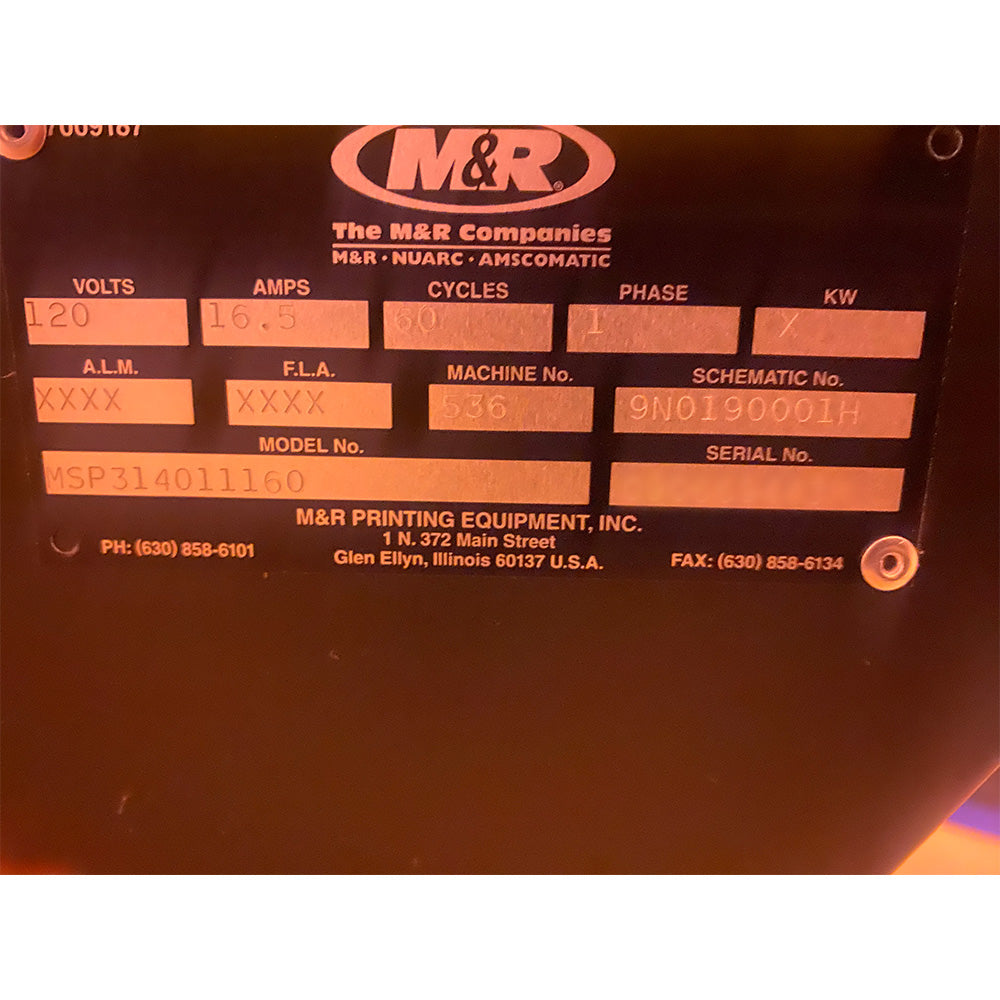 7009187
M&R®
The M&R Companies
M&R · NUARC · AMSCOMATIC
VOLTS AMPS CYCLES PHASE KW
120 16.5 60 1 X
A.L.M. F.L.A. MACHINE No. SCHEMATIC No.
XXXX XXXX 536 9N0190001H
MODEL No. SERIAL No.
MSP314011160
M&R PRINTING EQUIPMENT, INC.
1 N. 372 Main Street
PH: (630) 858-6101 Glen Ellyn, Illinois 60137 U.S.A. FAX: (630) 858-6134